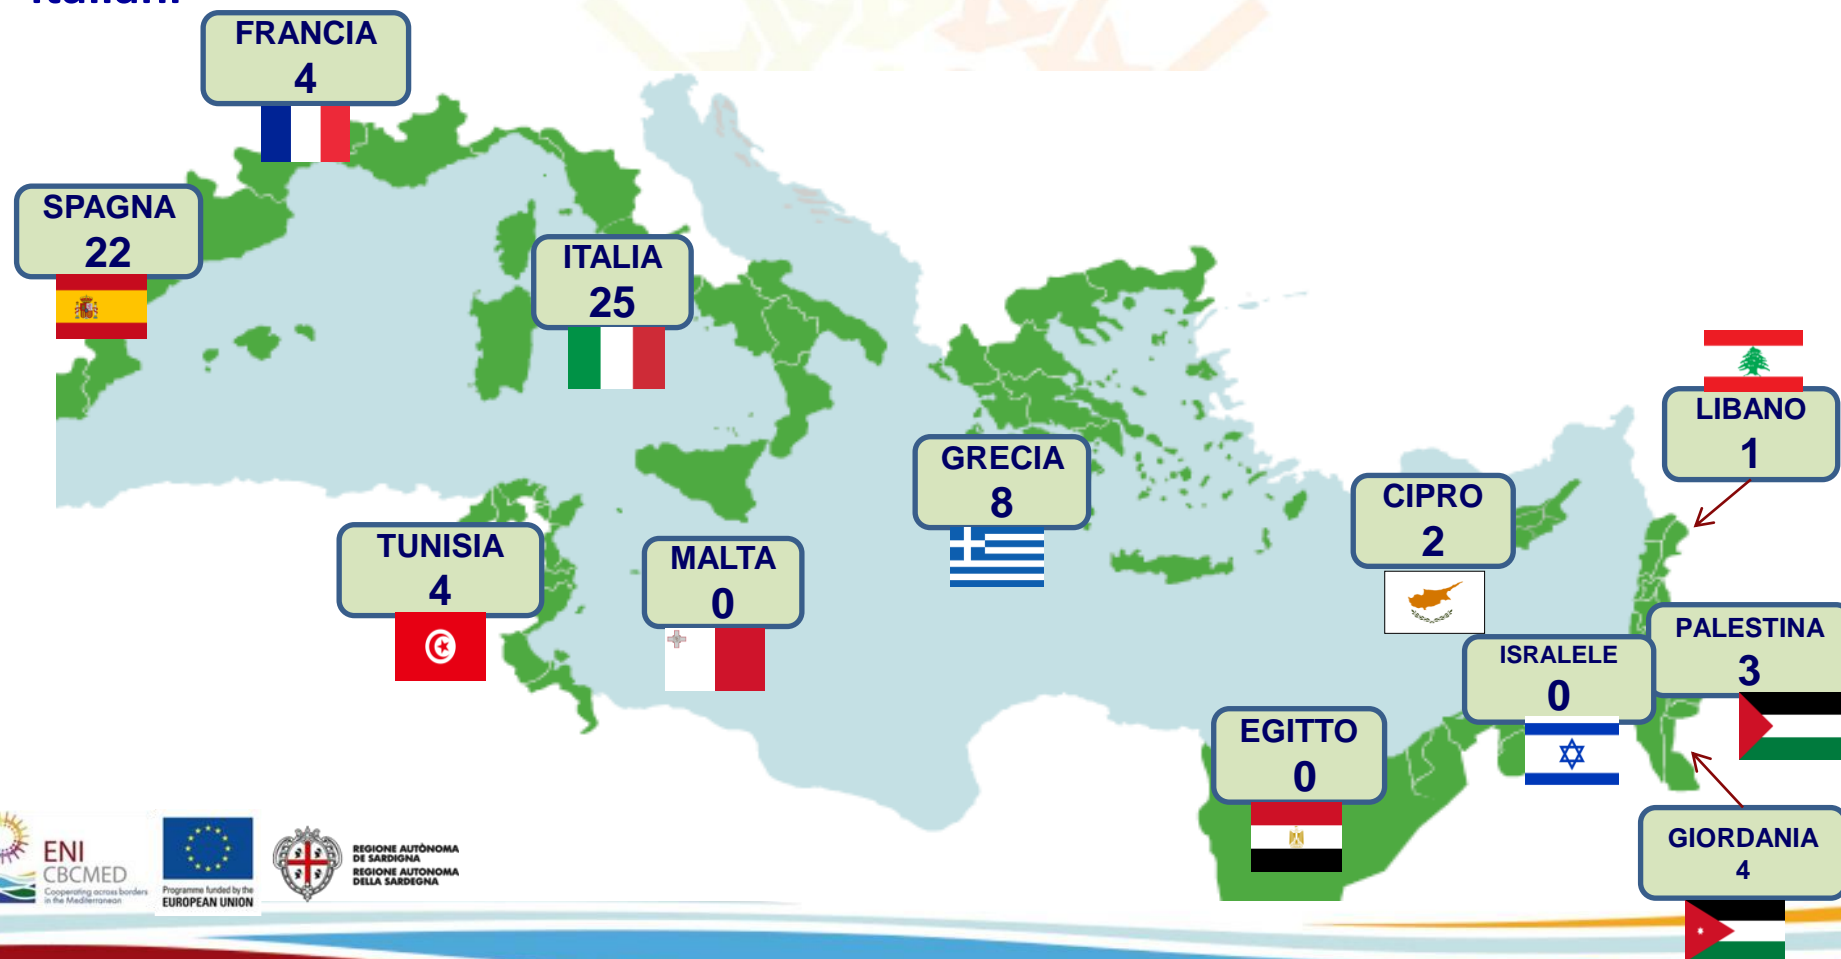 FRANCIA
4
SPAGNA
22
ITALIA
25
LIBANO
1
GRECIA
8
CIPRO
2
TUNISIA
4
MALTA
0
PALESTINA
3
ISRALELE
0
EGITTO
0
GIORDANIA
4
ENI
CBCMED
Cooperating across borders
in the Mediterranean
Programme funded by the
EUROPEAN UNION
REGIONE AUTÒNOMA
DE SARDIGNA
REGIONE AUTONOMA
DELLA SARDEGNA